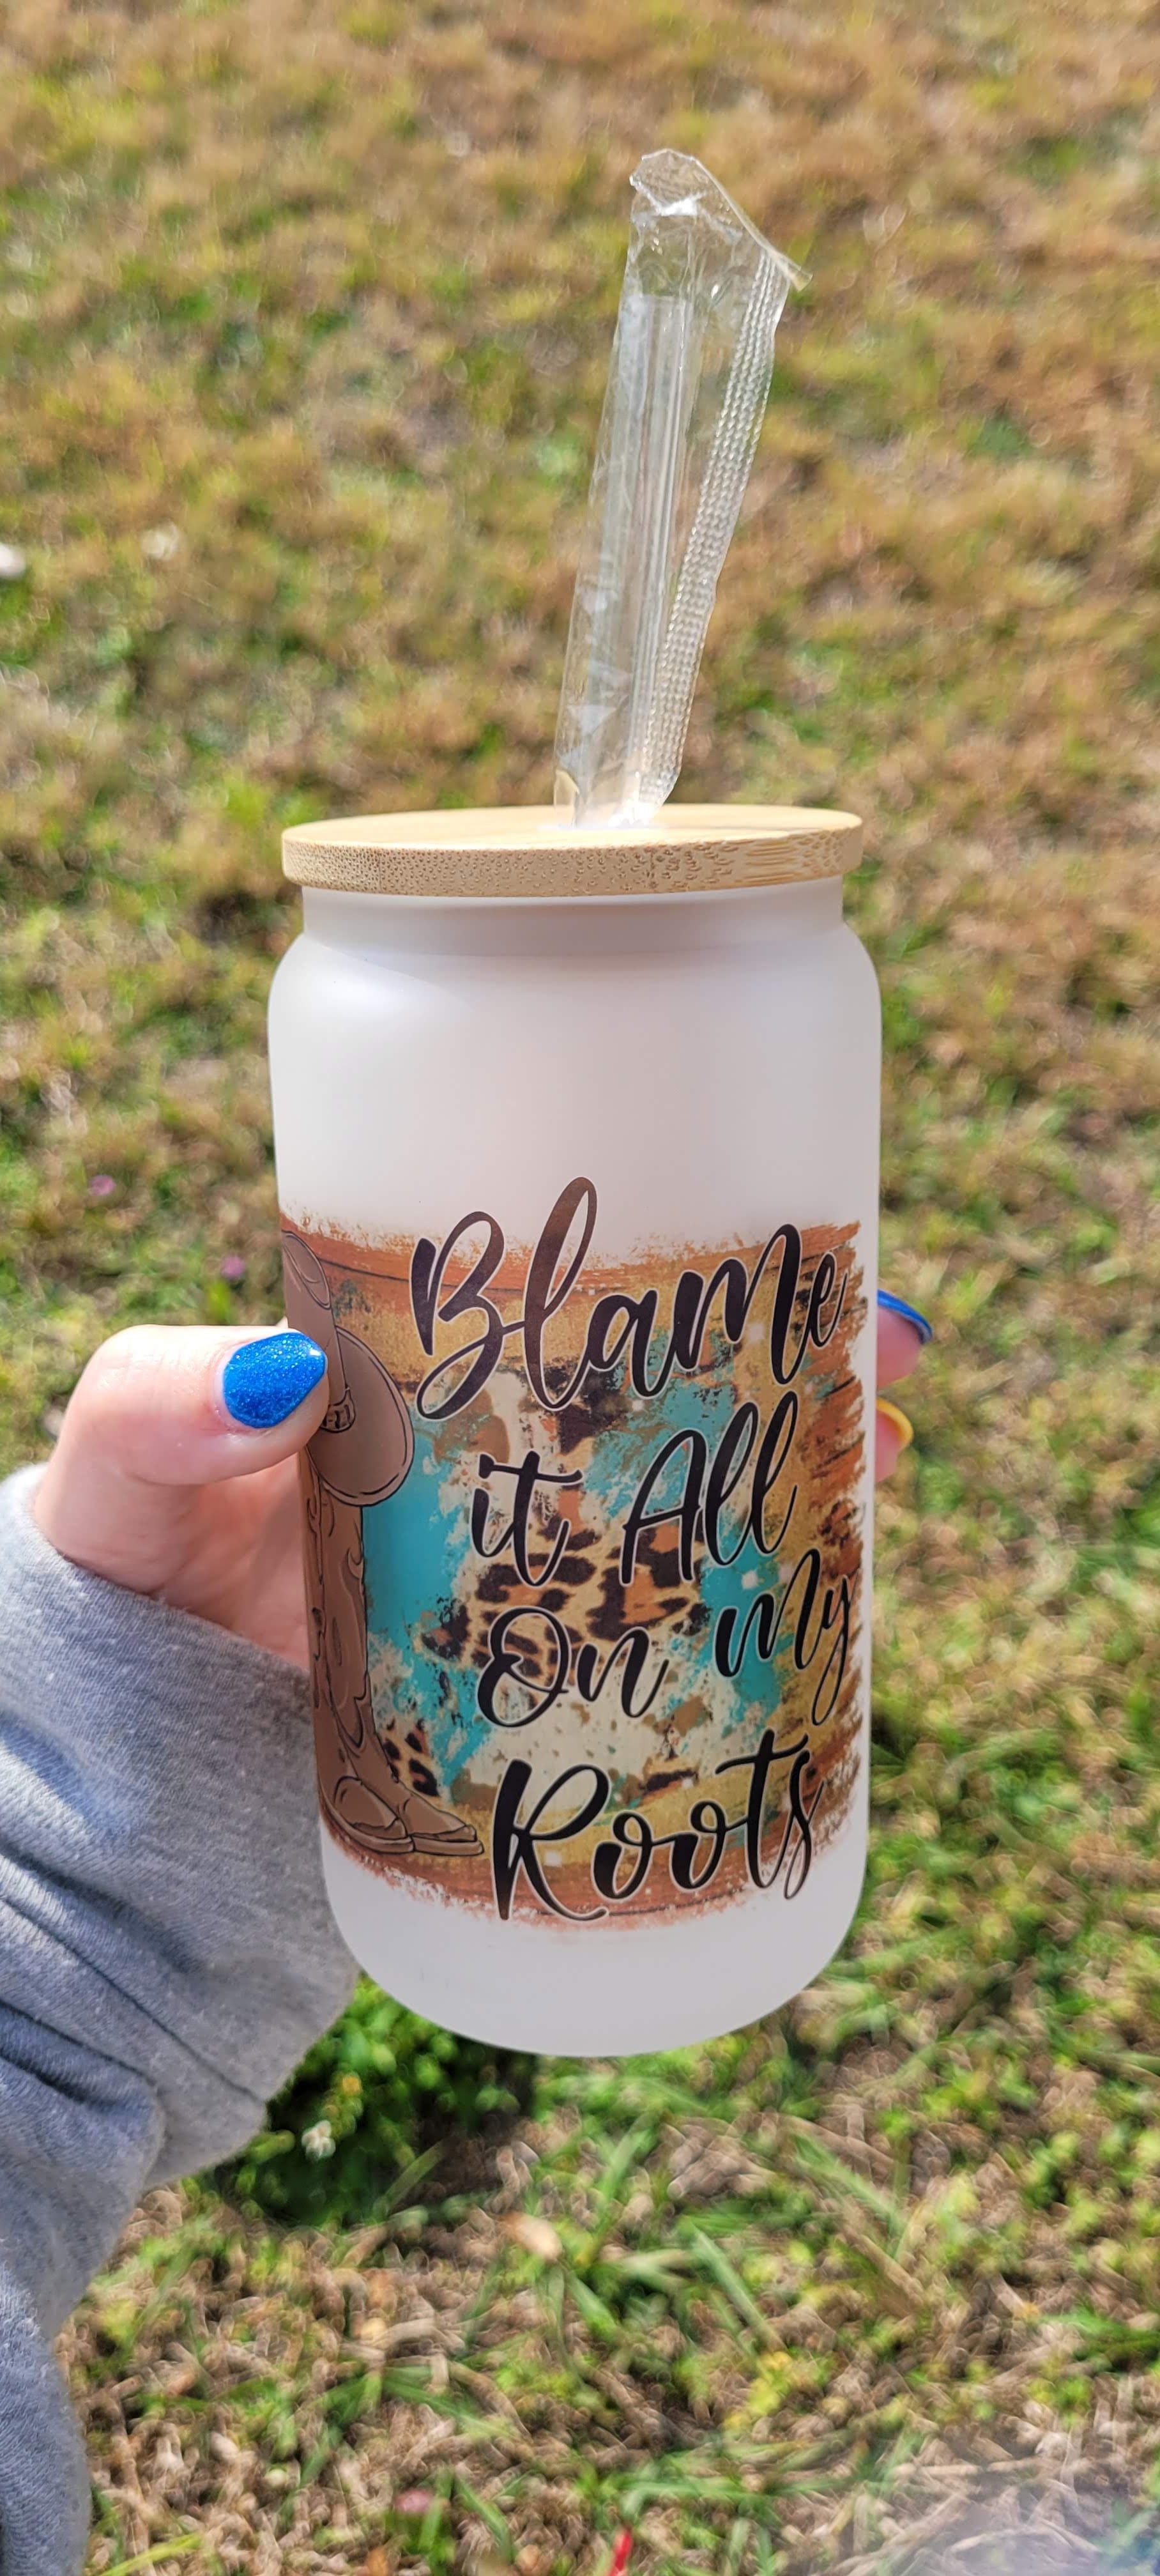 Blame
it All
On my
Roots